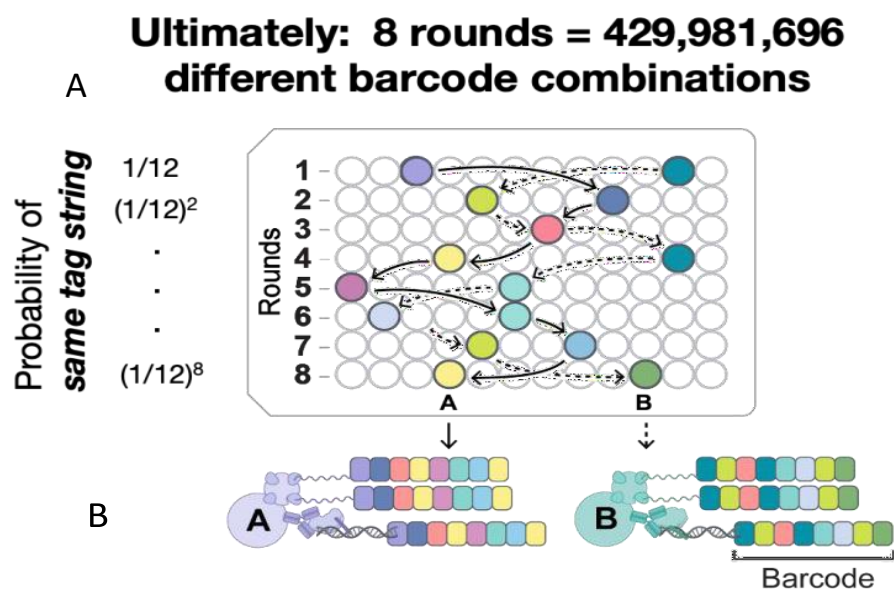 Ultimately: 8 rounds = 429,981,696
different barcode combinations
A
Probability of
same tag string
1/12
(1/12)²
.
.
.
(1/12)⁸
Rounds
1
2
3
4
5
6
7
8
A
B
B
A
B
Barcode